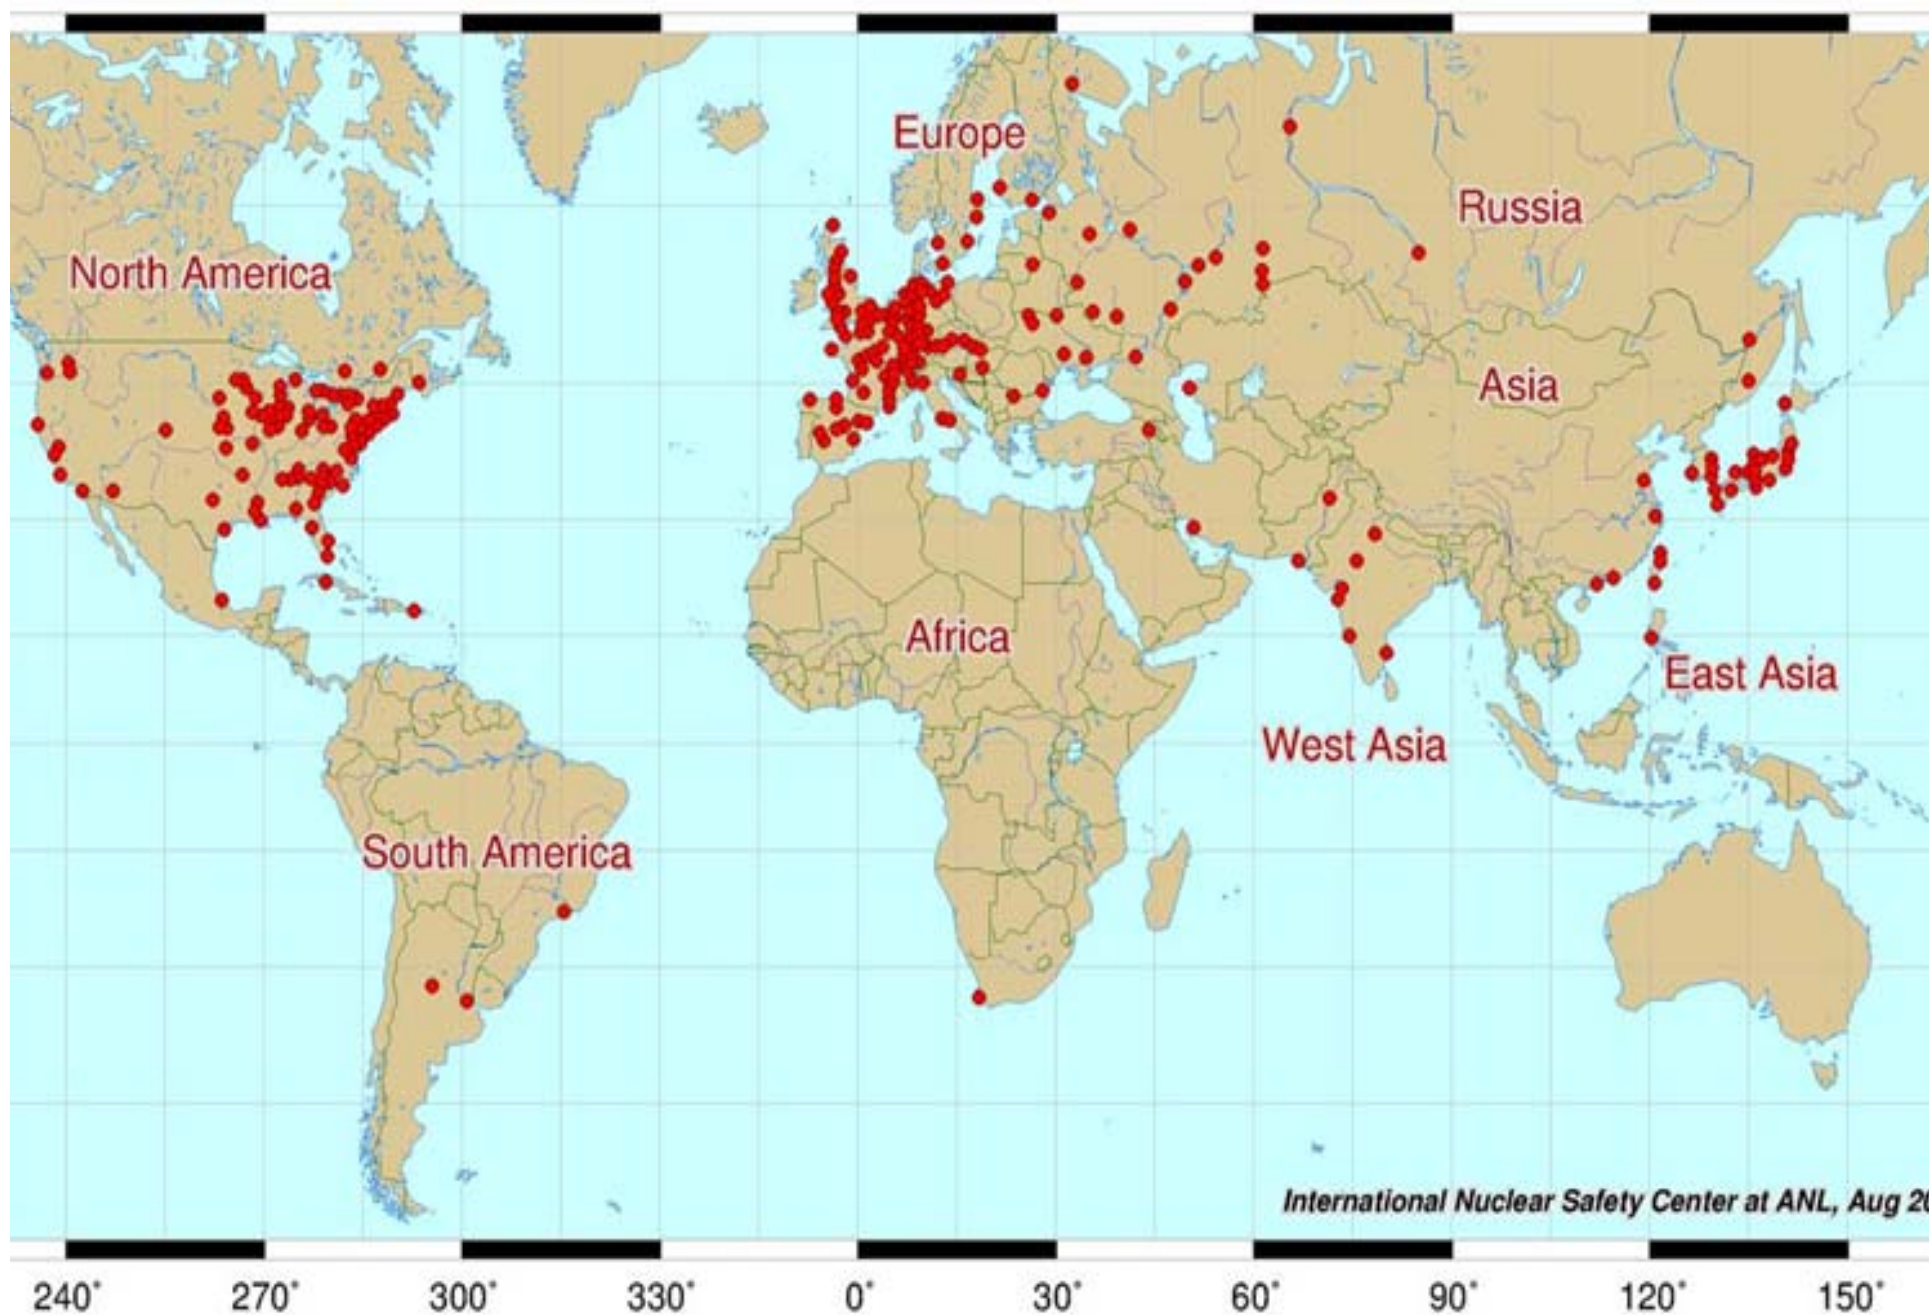 Europe
Russia
North America
Asia
Africa
East Asia
West Asia
South America
International Nuclear Safety Center at ANL, Aug 20
240° 270° 300° 330° 0° 30° 60° 90° 120° 150°